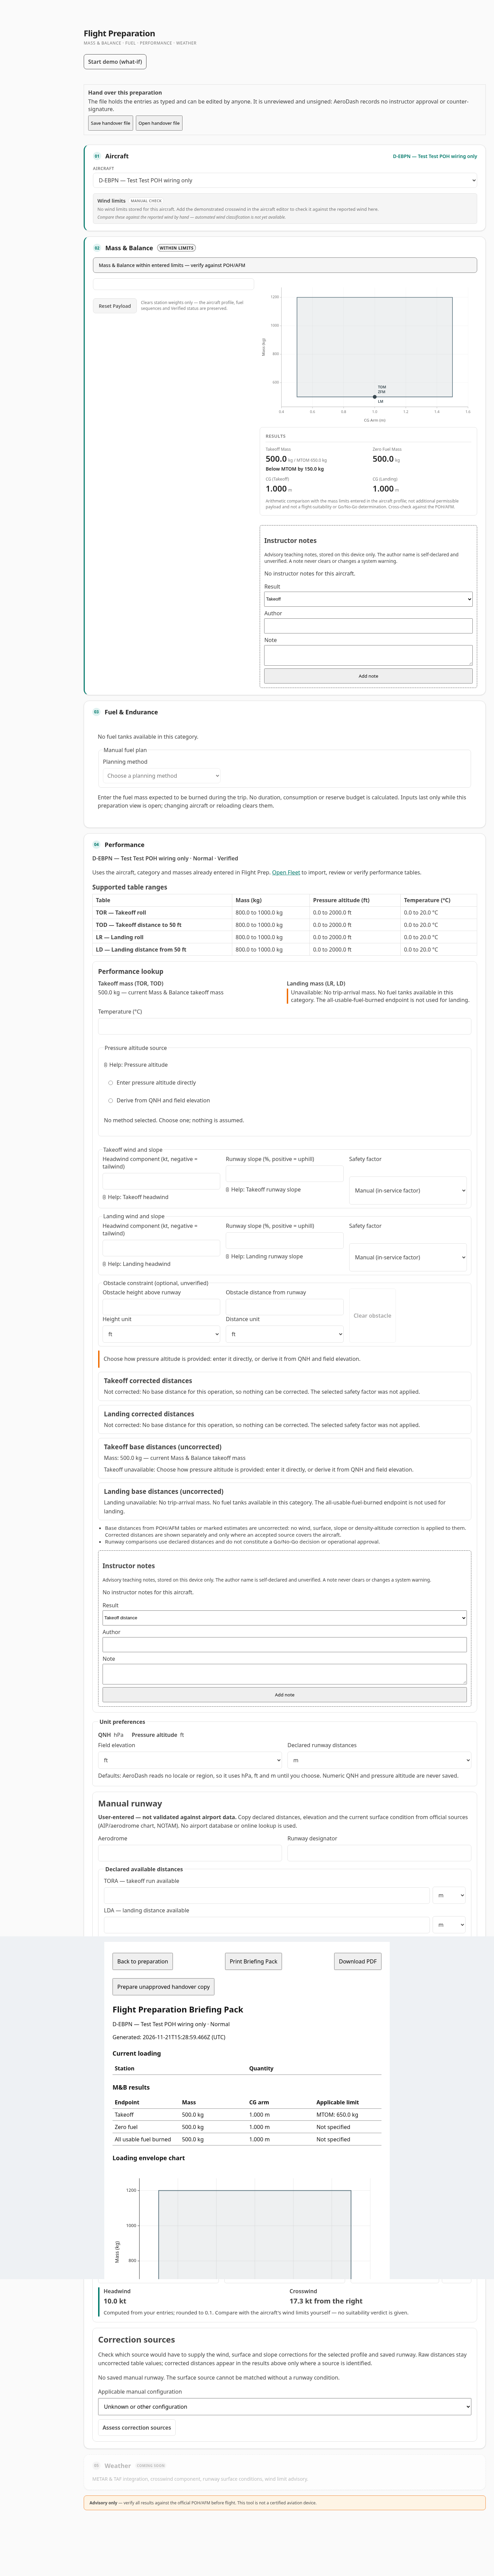 Flight Preparation
MASS & BALANCE · FUEL · PERFORMANCE · WEATHER
Start demo (what-if)
Hand over this preparation
The file holds the entries as typed and can be edited by anyone. It is unreviewed and unsigned: AeroDash records no instructor approval or counter-
signature.
Save handover file
Open handover file
01
Aircraft
D-EBPN — Test Test POH wiring only
AIRCRAFT
D-EBPN — Test Test POH wiring only
Wind limits
MANUAL CHECK
No wind limits stored for this aircraft. Add the demonstrated crosswind in the aircraft editor to check it against the reported wind here.
Compare these against the reported wind by hand — automated wind classification is not yet available.
02
Mass & Balance
WITHIN LIMITS
Mass & Balance within entered limits — verify against POH/AFM
Reset Payload
Clears station weights only — the aircraft profile, fuel
sequences and Verified status are preserved.
Mass (kg)
1200
1000
800
600
TOM
ZFM
LM
0.4
0.6
0.8
1.0
1.2
1.4
1.6
CG Arm (m)
RESULTS
Takeoff Mass
500.0 kg / MTOM 650.0 kg
Below MTOM by 150.0 kg
Zero Fuel Mass
500.0 kg
CG (Takeoff)
1.000 m
CG (Landing)
1.000 m
Arithmetic comparison with the mass limits entered in the aircraft profile; not additional permissible
payload and not a flight-suitability or Go/No-Go determination. Cross-check against the POH/AFM.
Instructor notes
Advisory teaching notes, stored on this device only. The author name is self-declared and
unverified. A note never clears or changes a system warning.
No instructor notes for this aircraft.
Result
Takeoff
Author
Note
Add note
03
Fuel & Endurance
No fuel tanks available in this category.
Manual fuel plan
Planning method
Choose a planning method
Enter the fuel mass expected to be burned during the trip. No duration, consumption or reserve budget is calculated. Inputs last only while this
preparation view is open; changing aircraft or reloading clears them.
04
Performance
D-EBPN — Test Test POH wiring only · Normal · Verified
Uses the aircraft, category and masses already entered in Flight Prep. Open Fleet to import, review or verify performance tables.
Supported table ranges
Table Mass (kg) Pressure altitude (ft) Temperature (°C)
TOR — Takeoff roll 800.0 to 1000.0 kg 0.0 to 2000.0 ft 0.0 to 20.0 °C
TOD — Takeoff distance to 50 ft 800.0 to 1000.0 kg 0.0 to 2000.0 ft 0.0 to 20.0 °C
LR — Landing roll 800.0 to 1000.0 kg 0.0 to 2000.0 ft 0.0 to 20.0 °C
LD — Landing distance from 50 ft 800.0 to 1000.0 kg 0.0 to 2000.0 ft 0.0 to 20.0 °C
Performance lookup
Takeoff mass (TOR, TOD)
500.0 kg — current Mass & Balance takeoff mass
Landing mass (LR, LD)
Unavailable: No trip-arrival mass. No fuel tanks available in this
category. The all-usable-fuel-burned endpoint is not used for landing.
Temperature (°C)
Pressure altitude source
Help: Pressure altitude
Enter pressure altitude directly
Derive from QNH and field elevation
No method selected. Choose one; nothing is assumed.
Takeoff wind and slope
Headwind component (kt, negative =
tailwind)
Help: Takeoff headwind
Runway slope (%, positive = uphill)
Help: Takeoff runway slope
Safety factor
Manual (in-service factor)
Landing wind and slope
Headwind component (kt, negative =
tailwind)
Help: Landing headwind
Runway slope (%, positive = uphill)
Help: Landing runway slope
Safety factor
Manual (in-service factor)
Obstacle constraint (optional, unverified)
Obstacle height above runway
Obstacle distance from runway
Height unit
ft
Distance unit
ft
Clear obstacle
Choose how pressure altitude is provided: enter it directly, or derive it from QNH and field elevation.
Takeoff corrected distances
Not corrected: No base distance for this operation, so nothing can be corrected. The selected safety factor was not applied.
Landing corrected distances
Not corrected: No base distance for this operation, so nothing can be corrected. The selected safety factor was not applied.
Takeoff base distances (uncorrected)
Mass: 500.0 kg — current Mass & Balance takeoff mass
Takeoff unavailable: Choose how pressure altitude is provided: enter it directly, or derive it from QNH and field elevation.
Landing base distances (uncorrected)
Landing unavailable: No trip-arrival mass. No fuel tanks available in this category. The all-usable-fuel-burned endpoint is not used for
landing.
• Base distances from POH/AFM tables or marked estimates are uncorrected: no wind, surface, slope or density-altitude correction is applied to them.
Corrected distances are shown separately and only where an accepted source covers the aircraft.
• Runway comparisons use declared distances and do not constitute a Go/No-Go decision or operational approval.
Instructor notes
Advisory teaching notes, stored on this device only. The author name is self-declared and unverified. A note never clears or changes a system warning.
No instructor notes for this aircraft.
Result
Takeoff distance
Author
Note
Add note
Unit preferences
QNH hPa Pressure altitude ft
Field elevation
ft
Declared runway distances
m
Defaults: AeroDash reads no locale or region, so it uses hPa, ft and m until you choose. Numeric QNH and pressure altitude are never saved.
Manual runway
User-entered — not validated against airport data. Copy declared distances, elevation and the current surface condition from official sources
(AIP/aerodrome chart, NOTAM). No airport database or online lookup is used.
Aerodrome
Runway designator
Declared available distances
TORA — takeoff run available
m
LDA — landing distance available
m
Back to preparation
Print Briefing Pack
Download PDF
Prepare unapproved handover copy
Flight Preparation Briefing Pack
D-EBPN — Test Test POH wiring only · Normal
Generated: 2026-11-21T15:28:59.466Z (UTC)
Current loading
Station Quantity
M&B results
Endpoint Mass CG arm Applicable limit
Takeoff 500.0 kg 1.000 m MTOM: 650.0 kg
Zero fuel 500.0 kg 1.000 m Not specified
All usable fuel burned 500.0 kg 1.000 m Not specified
Loading envelope chart
1200
1000
800
Mass (kg)
Headwind
10.0 kt
Crosswind
17.3 kt from the right
Computed from your entries; rounded to 0.1. Compare with the aircraft's wind limits yourself — no suitability verdict is given.
Correction sources
Check which source would have to supply the wind, surface and slope corrections for the selected profile and saved runway. Raw distances stay
uncorrected table values; corrected distances appear in the results above only where a source is identified.
No saved manual runway. The surface source cannot be matched without a runway condition.
Applicable manual configuration
Unknown or other configuration
Assess correction sources
05
Weather
COMING SOON
METAR & TAF integration, crosswind component, runway surface conditions, wind limit advisory.
Advisory only — verify all results against the official POH/AFM before flight. This tool is not a certified aviation device.